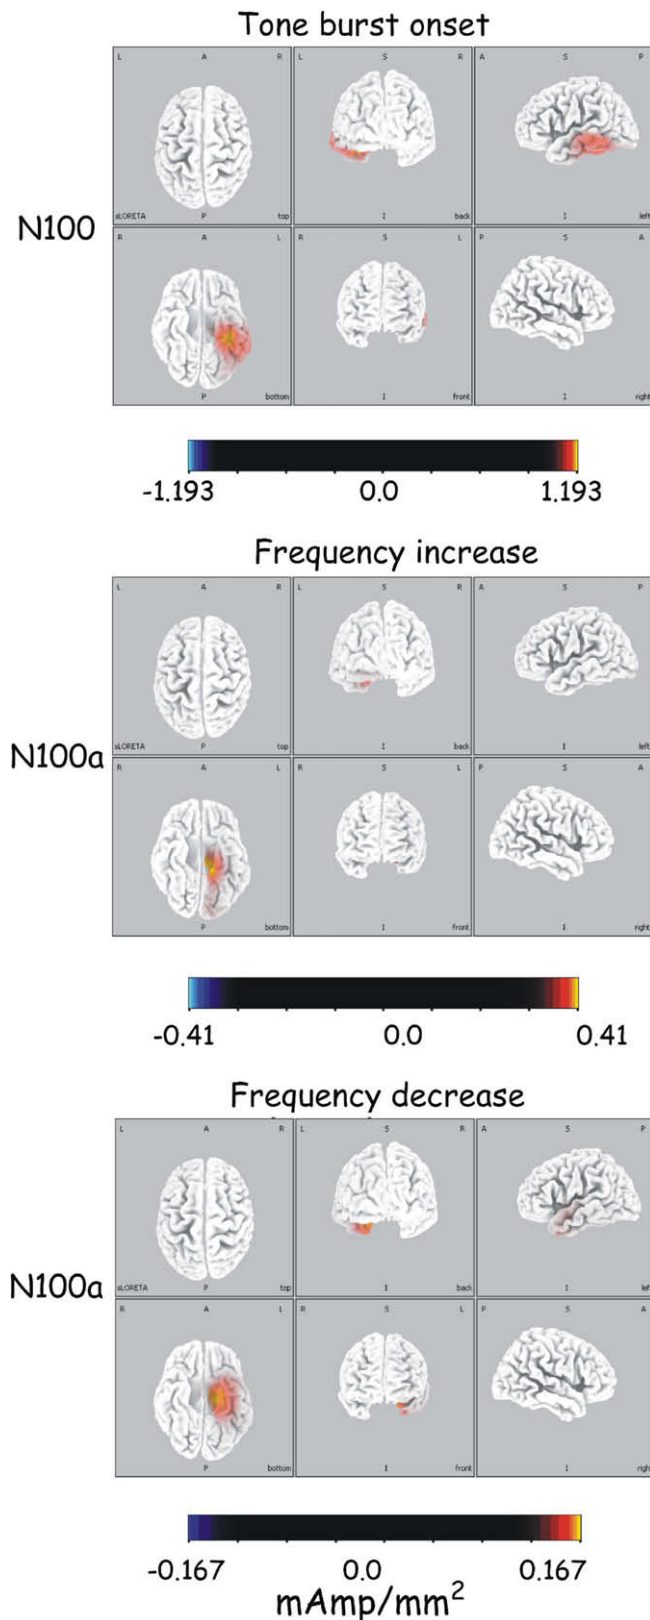 Tone burst onset
L A R
L S R
A S P
sLORETA P top
I back
I left
N100
R A L
R S L
P S A
P bottom
I front
I right
-1.193 0.0 1.193
Frequency increase
L A R
L S R
A S P
sLORETA P top
I back
I left
N100a
R A L
R S L
P S A
P bottom
I front
I right
-0.41 0.0 0.41
Frequency decrease
L A R
L S R
A S P
sLORETA P top
I back
I left
N100a
R A L
R S L
P S A
P bottom
I front
I right
-0.167 0.0 0.167
mAmp/mm²